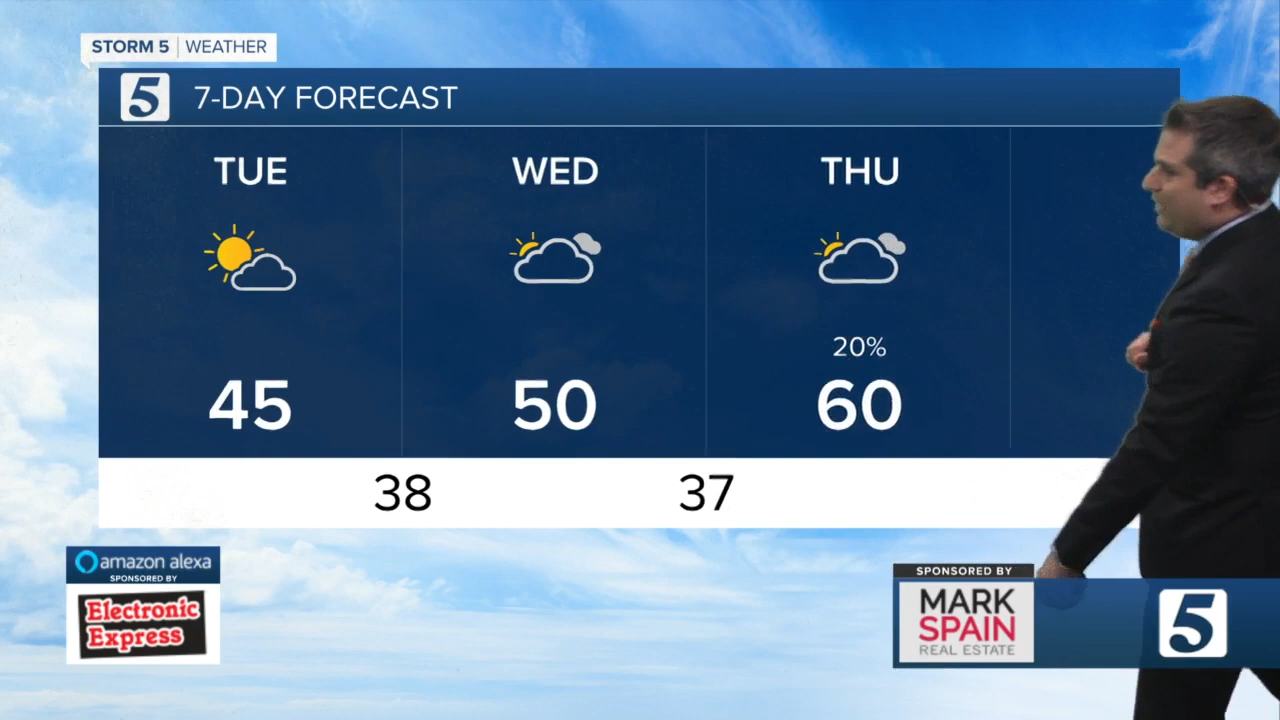 STORM 5 | WEATHER
5 7-DAY FORECAST
TUE WED THU
20%
45 50 60
38 37
amazon alexa
SPONSORED BY
Electronic
Express
SPONSORED BY
MARK
SPAIN
REAL ESTATE
5